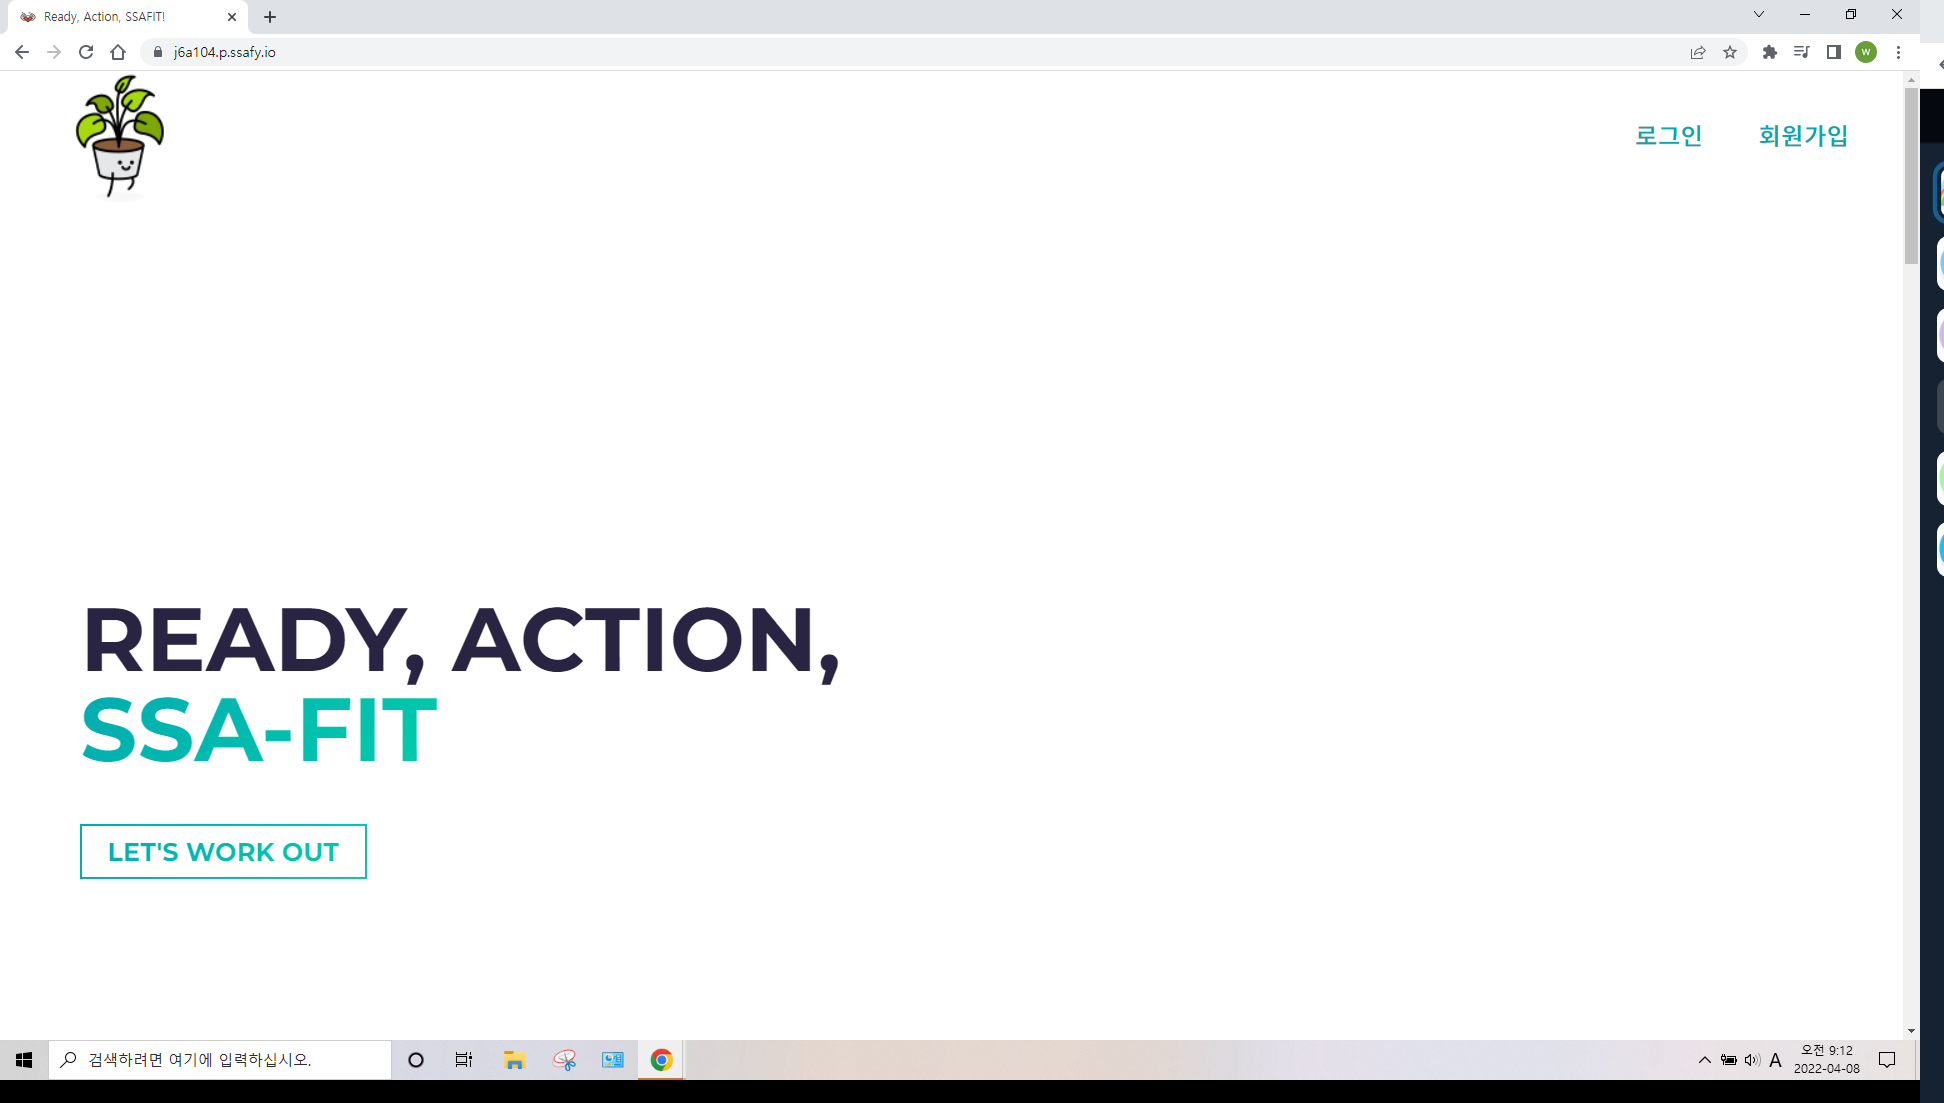 Ready, Action, SSAFIT!
j6a104.p.ssafy.io
W
로그인 회원가입
READY, ACTION,
SSA-FIT
LET'S WORK OUT
검색하려면 여기에 입력하십시오.
A
오전 9:12
2022-04-08